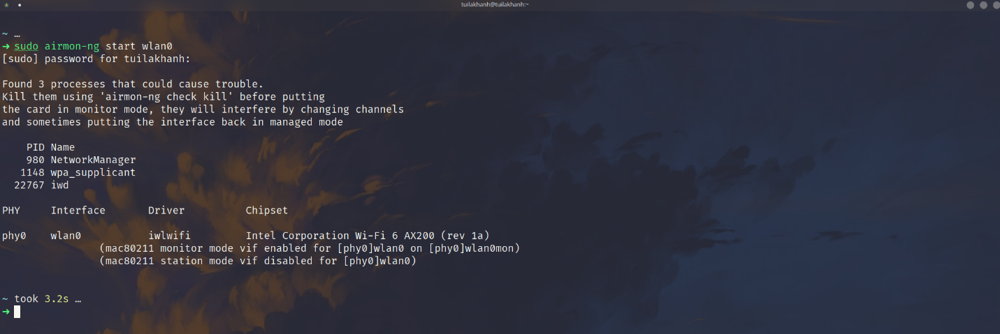 tuilakhanh@tuilakhanh:~
~ …
➜ sudo airmon-ng start wlan0
[sudo] password for tuilakhanh:
Found 3 processes that could cause trouble.
Kill them using 'airmon-ng check kill' before putting
the card in monitor mode, they will interfere by changing channels
and sometimes putting the interface back in managed mode
PID Name
980 NetworkManager
1148 wpa_supplicant
22767 iwd
PHY Interface Driver Chipset
phy0 wlan0 iwlwifi Intel Corporation Wi-Fi 6 AX200 (rev 1a)
(mac80211 monitor mode vif enabled for [phy0]wlan0 on [phy0]wlan0mon)
(mac80211 station mode vif disabled for [phy0]wlan0)
~ took 3.2s …
➜